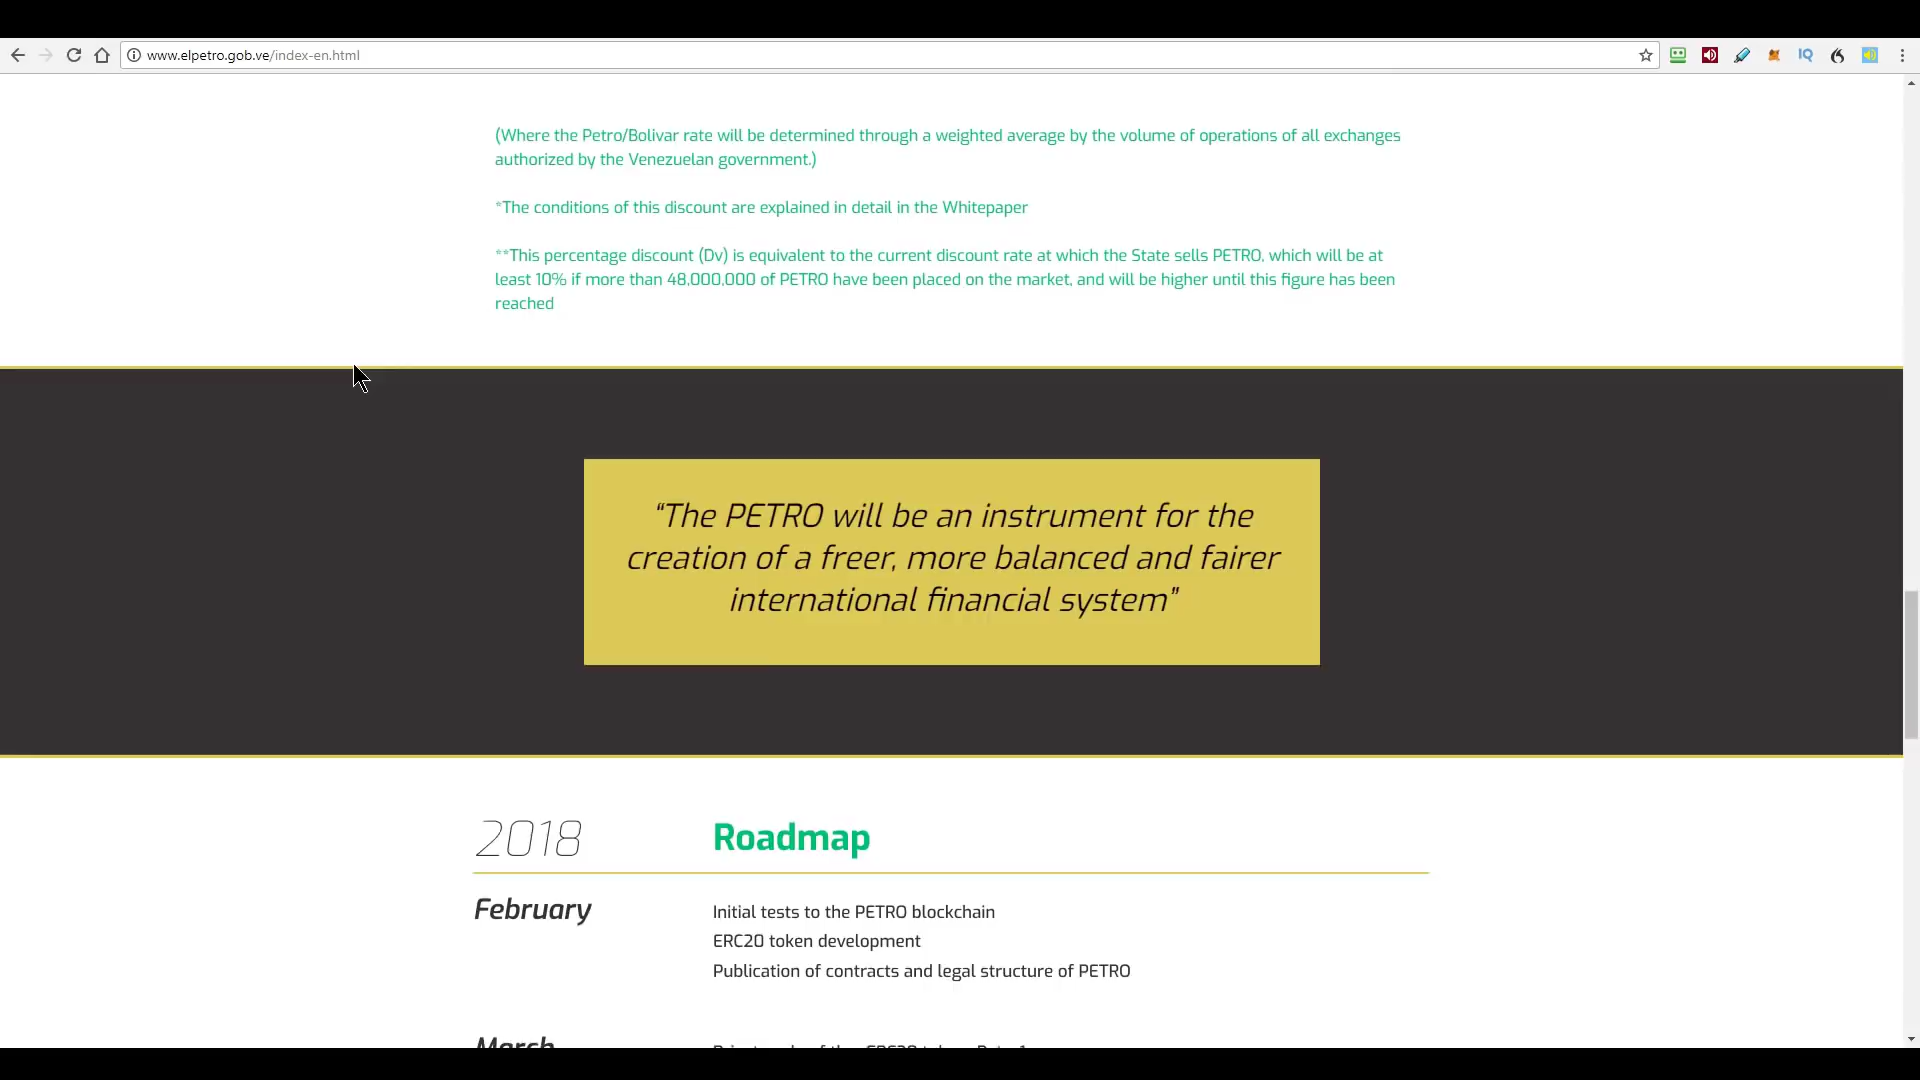 www.elpetro.gob.ve/index-en.html
IQ
(Where the Petro/Bolivar rate will be determined through a weighted average by the volume of operations of all exchanges
authorized by the Venezuelan government.)
*The conditions of this discount are explained in detail in the Whitepaper
**This percentage discount (Dv) is equivalent to the current discount rate at which the State sells PETRO, which will be at
least 10% if more than 48,000,000 of PETRO have been placed on the market, and will be higher until this figure has been
reached
“The PETRO will be an instrument for the
creation of a freer, more balanced and fairer
international financial system”
2018 Roadmap
February Initial tests to the PETRO blockchain
ERC20 token development
Publication of contracts and legal structure of PETRO
March